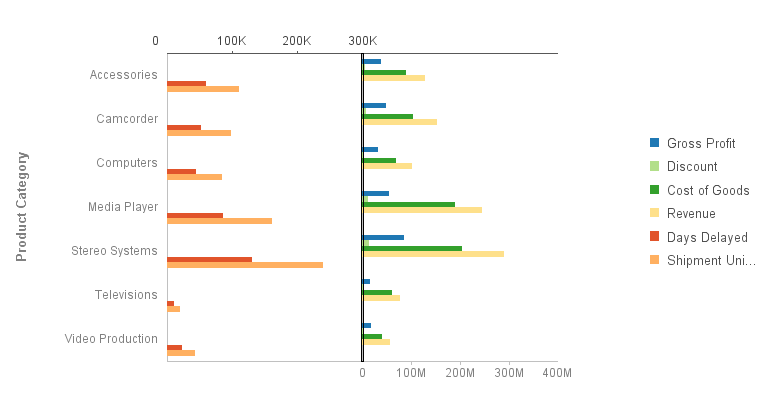 0 100K 200K 300K
Accessories
Camcorder
Computers
Media Player
Stereo Systems
Televisions
Video Production
Product Category
0 100M 200M 300M 400M
Gross Profit
Discount
Cost of Goods
Revenue
Days Delayed
Shipment Uni...